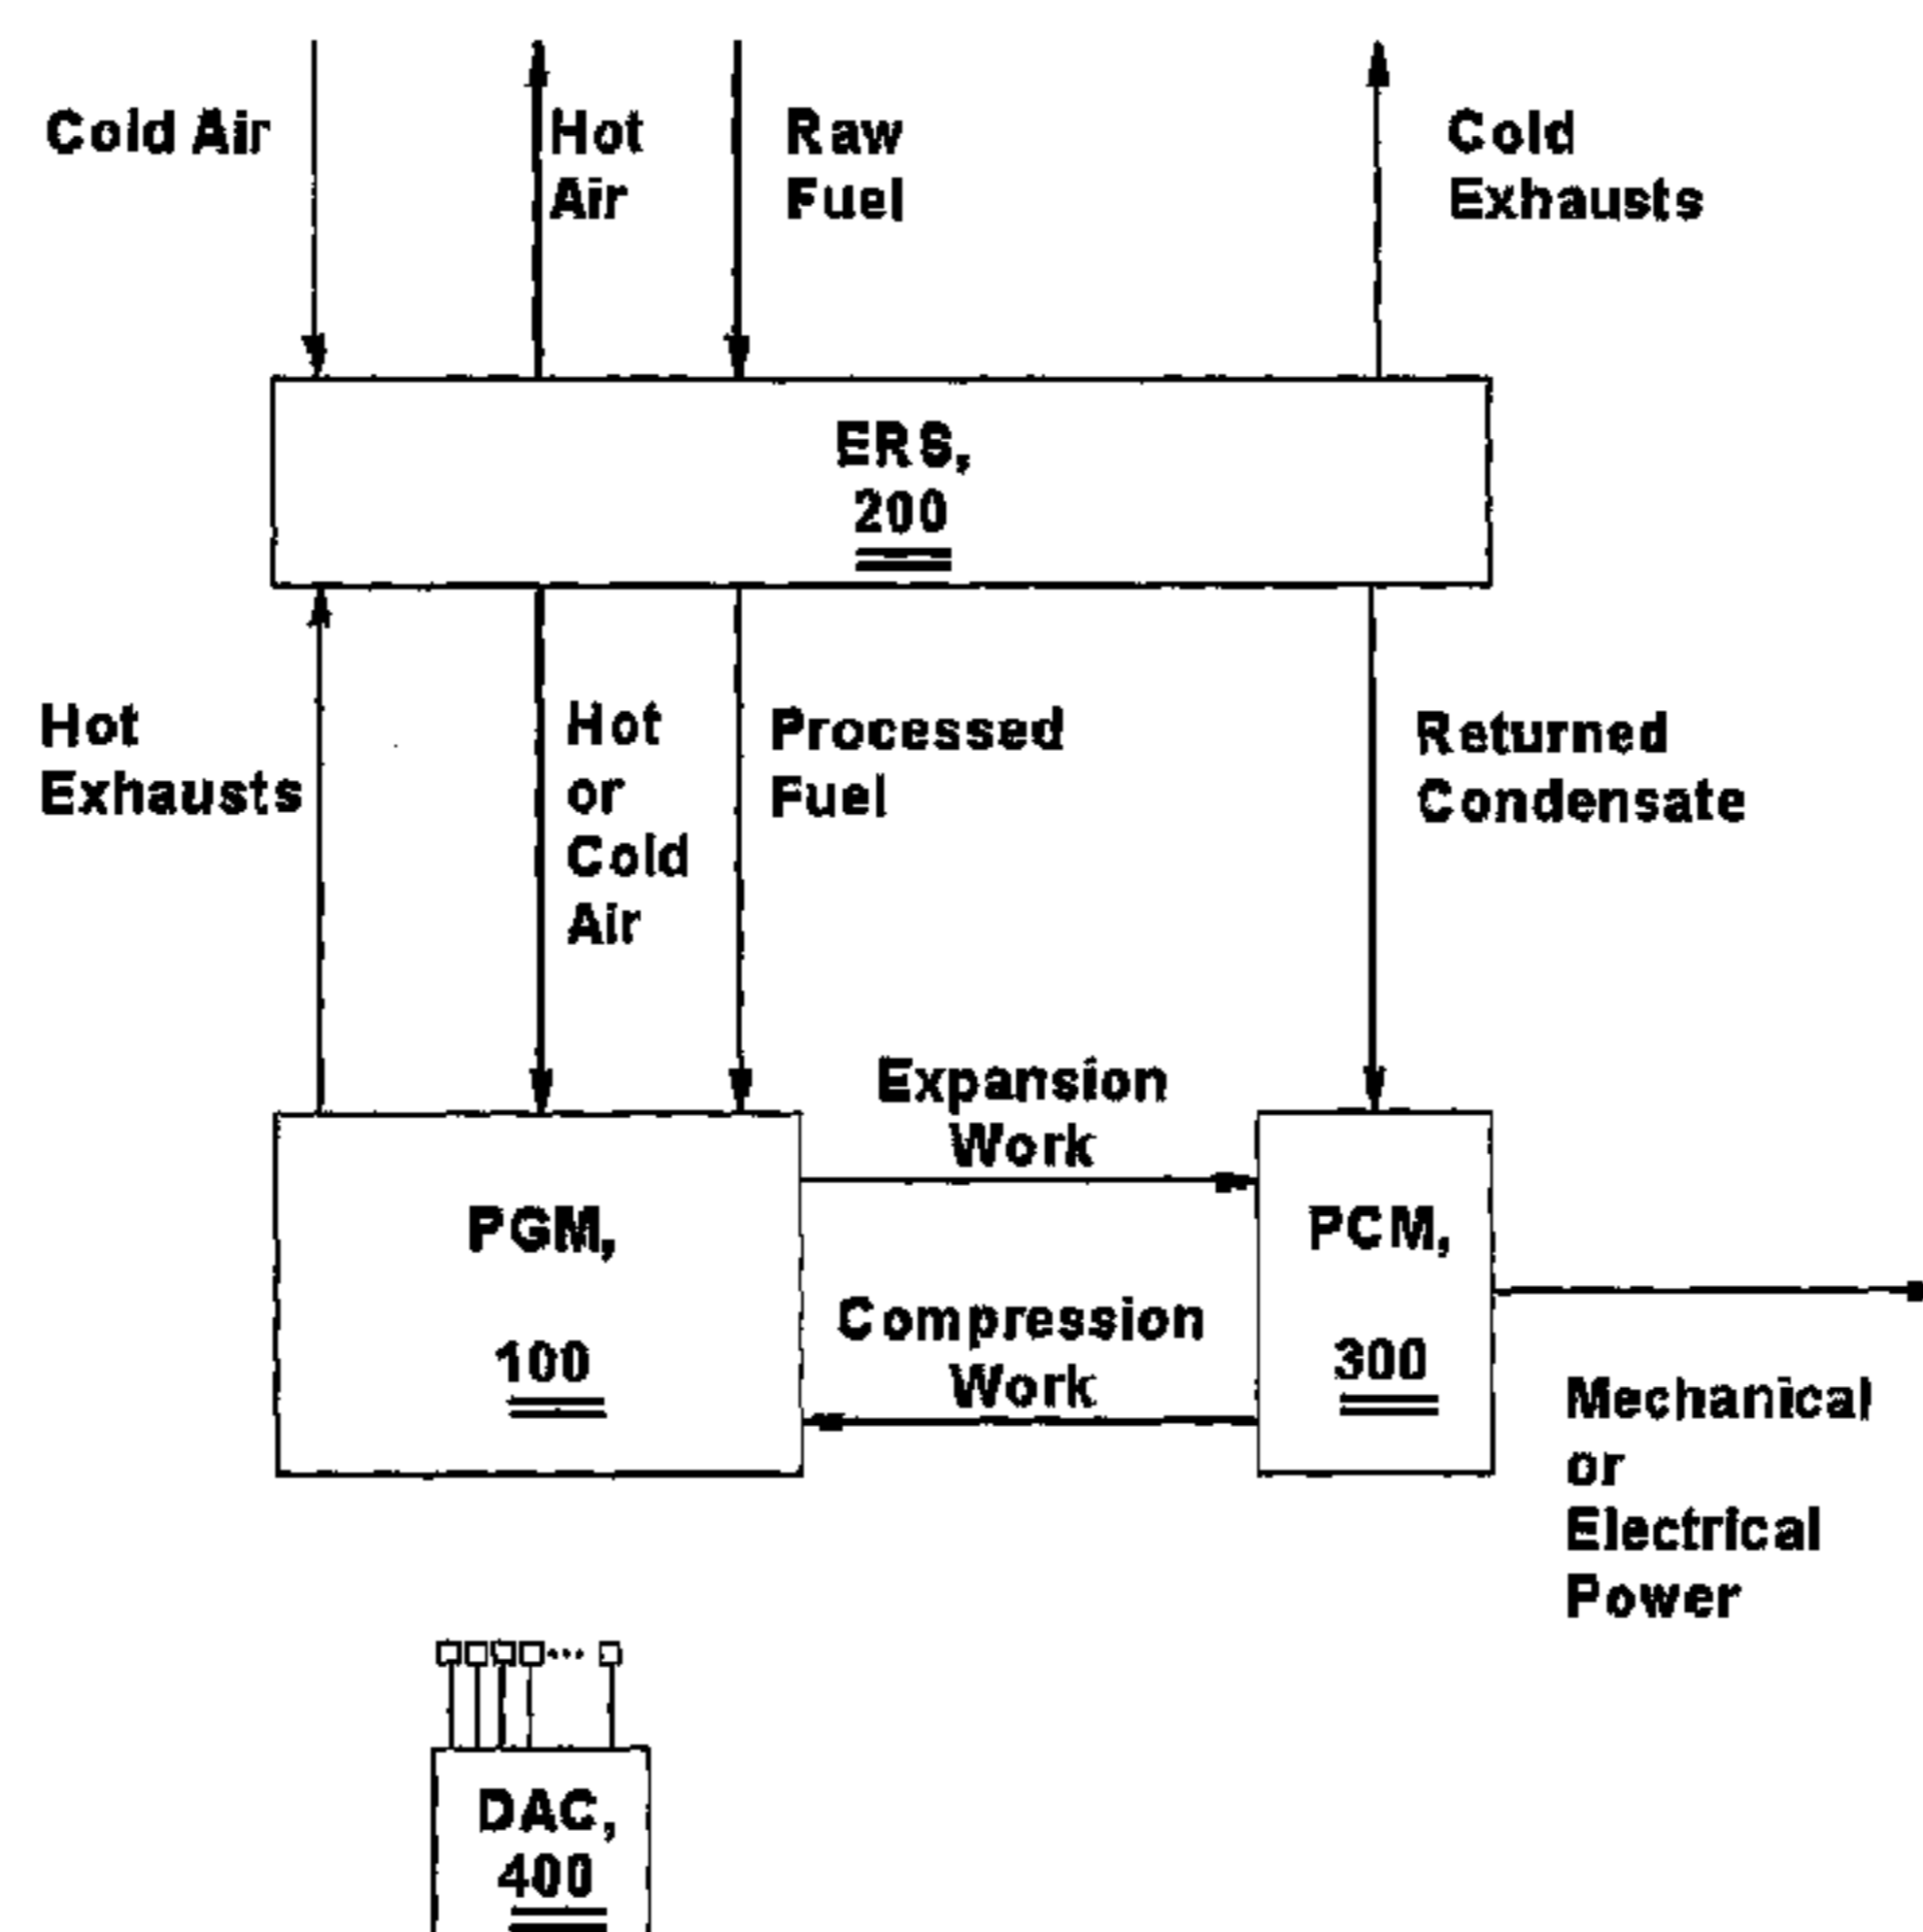 Cold Air
Hot
Air
Raw
Fuel
Cold
Exhausts
ERS,
200
Hot
Exhausts
Hot
or
Cold
Air
Processed
Fuel
Returned
Condensate
Expansion
Work
PGM,
100
PCM,
300
Compression
Work
Mechanical
or
Electrical
Power
...
DAC,
400